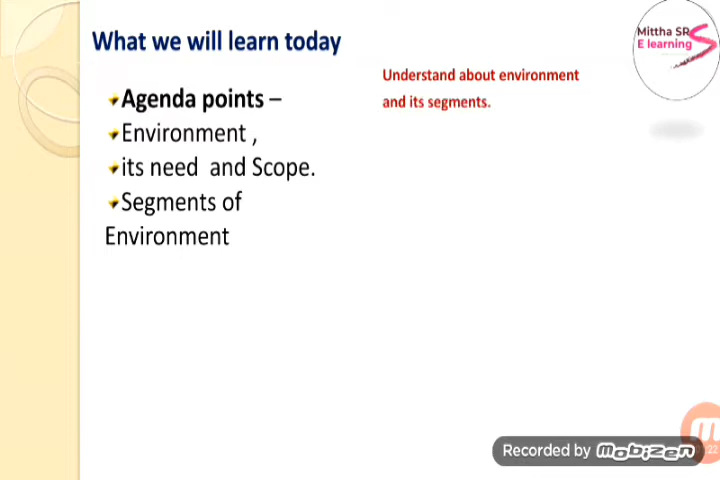 What we will learn today
Agenda points –
Environment ,
its need and Scope.
Segments of
Environment
Understand about environment
and its segments.
Mittha SR
E learning
S
Recorded by mobizen
m
:22